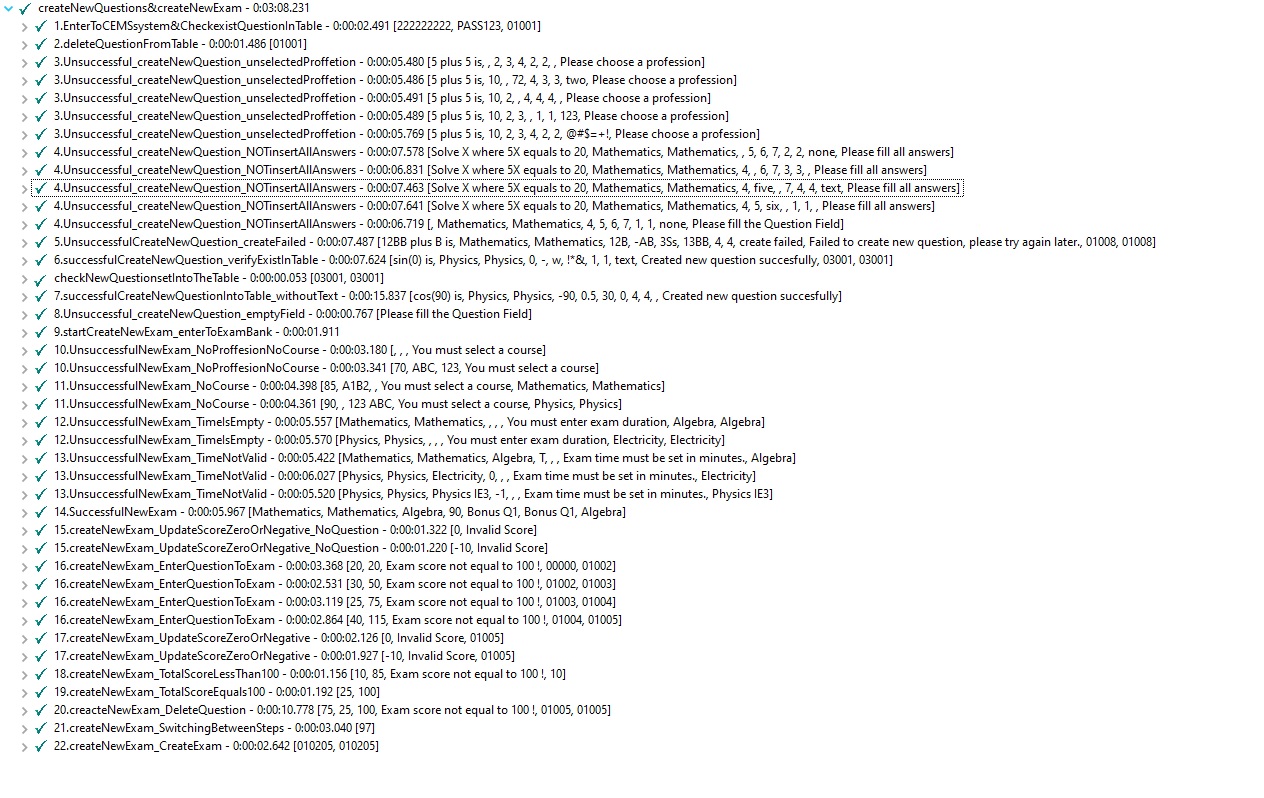 createNewQuestions&createNewExam - 0:03:08.231
1.EnterToCEMSsystem&CheckexistQuestionInTable - 0:00:02.491 [222222222, PASS123, 01001]
2.deleteQuestionFromTable - 0:00:01.486 [01001]
3.Unsuccessful_createNewQuestion_unselectedProffetion - 0:00:05.480 [5 plus 5 is, , 2, 3, 4, 2, 2, , Please choose a profession]
3.Unsuccessful_createNewQuestion_unselectedProffetion - 0:00:05.486 [5 plus 5 is, 10, , 72, 4, 3, 3, two, Please choose a profession]
3.Unsuccessful_createNewQuestion_unselectedProffetion - 0:00:05.491 [5 plus 5 is, 10, 2, , 4, 4, 4, , Please choose a profession]
3.Unsuccessful_createNewQuestion_unselectedProffetion - 0:00:05.489 [5 plus 5 is, 10, 2, 3, , 1, 1, 123, Please choose a profession]
3.Unsuccessful_createNewQuestion_unselectedProffetion - 0:00:05.769 [5 plus 5 is, 10, 2, 3, 4, 2, 2, @#$=+!, Please choose a profession]
4.Unsuccessful_createNewQuestion_NOTinsertAllAnswers - 0:00:07.578 [Solve X where 5X equals to 20, Mathematics, Mathematics, , 5, 6, 7, 2, 2, none, Please fill all answers]
4.Unsuccessful_createNewQuestion_NOTinsertAllAnswers - 0:00:06.831 [Solve X where 5X equals to 20, Mathematics, Mathematics, 4, , 6, 7, 3, 3, , Please fill all answers]
4.Unsuccessful_createNewQuestion_NOTinsertAllAnswers - 0:00:07.463 [Solve X where 5X equals to 20, Mathematics, Mathematics, 4, five, , 7, 4, 4, text, Please fill all answers]
4.Unsuccessful_createNewQuestion_NOTinsertAllAnswers - 0:00:07.641 [Solve X where 5X equals to 20, Mathematics, Mathematics, 4, 5, six, , 1, 1, , Please fill all answers]
4.Unsuccessful_createNewQuestion_NOTinsertAllAnswers - 0:00:06.719 [, Mathematics, Mathematics, 4, 5, 6, 7, 1, 1, none, Please fill the Question Field]
5.UnsuccessfulCreateNewQuestion_createFailed - 0:00:07.487 [12BB plus B is, Mathematics, Mathematics, 12B, -AB, 3Ss, 13BB, 4, 4, create failed, Failed to create new question, please try again later., 01008, 01008]
6.successfulCreateNewQuestion_verifyExistInTable - 0:00:07.624 [sin(0) is, Physics, Physics, 0, -, w, !*&, 1, 1, text, Created new question succesfully, 03001, 03001]
checkNewQuestionsetIntoTheTable - 0:00:00.053 [03001, 03001]
7.successfulCreateNewQuestionIntoTable_withoutText - 0:00:15.837 [cos(90) is, Physics, Physics, -90, 0.5, 30, 0, 4, 4, , Created new question succesfully]
8.Unsuccessful_createNewQuestion_emptyField - 0:00:00.767 [Please fill the Question Field]
9.startCreateNewExam_enterToExamBank - 0:00:01.911
10.UnsuccessfulNewExam_NoProffesionNoCourse - 0:00:03.180 [, , , You must select a course]
10.UnsuccessfulNewExam_NoProffesionNoCourse - 0:00:03.341 [70, ABC, 123, You must select a course]
11.UnsuccessfulNewExam_NoCourse - 0:00:04.398 [85, A1B2, , You must select a course, Mathematics, Mathematics]
11.UnsuccessfulNewExam_NoCourse - 0:00:04.361 [90, , 123 ABC, You must select a course, Physics, Physics]
12.UnsuccessfulNewExam_TimeIsEmpty - 0:00:05.557 [Mathematics, Mathematics, , , , You must enter exam duration, Algebra, Algebra]
12.UnsuccessfulNewExam_TimeIsEmpty - 0:00:05.570 [Physics, Physics, , , , You must enter exam duration, Electricity, Electricity]
13.UnsuccessfulNewExam_TimeNotValid - 0:00:05.422 [Mathematics, Mathematics, Algebra, T, , , Exam time must be set in minutes., Algebra]
13.UnsuccessfulNewExam_TimeNotValid - 0:00:06.027 [Physics, Physics, Electricity, 0, , , Exam time must be set in minutes., Electricity]
13.UnsuccessfulNewExam_TimeNotValid - 0:00:05.520 [Physics, Physics, Physics IE3, -1, , , Exam time must be set in minutes., Physics IE3]
14.SuccessfulNewExam - 0:00:05.967 [Mathematics, Mathematics, Algebra, 90, Bonus Q1, Bonus Q1, Algebra]
15.createNewExam_UpdateScoreZeroOrNegative_NoQuestion - 0:00:01.322 [0, Invalid Score]
15.createNewExam_UpdateScoreZeroOrNegative_NoQuestion - 0:00:01.220 [-10, Invalid Score]
16.createNewExam_EnterQuestionToExam - 0:00:03.368 [20, 20, Exam score not equal to 100 !, 00000, 01002]
16.createNewExam_EnterQuestionToExam - 0:00:02.531 [30, 50, Exam score not equal to 100 !, 01002, 01003]
16.createNewExam_EnterQuestionToExam - 0:00:03.119 [25, 75, Exam score not equal to 100 !, 01003, 01004]
16.createNewExam_EnterQuestionToExam - 0:00:02.864 [40, 115, Exam score not equal to 100 !, 01004, 01005]
17.createNewExam_UpdateScoreZeroOrNegative - 0:00:02.126 [0, Invalid Score, 01005]
17.createNewExam_UpdateScoreZeroOrNegative - 0:00:01.927 [-10, Invalid Score, 01005]
18.createNewExam_TotalScoreLessThan100 - 0:00:01.156 [10, 85, Exam score not equal to 100 !, 10]
19.createNewExam_TotalScoreEquals100 - 0:00:01.192 [25, 100]
20.creacteNewExam_DeleteQuestion - 0:00:10.778 [75, 25, 100, Exam score not equal to 100 !, 01005, 01005]
21.createNewExam_SwitchingBetweenSteps - 0:00:03.040 [97]
22.createNewExam_CreateExam - 0:00:02.642 [010205, 010205]